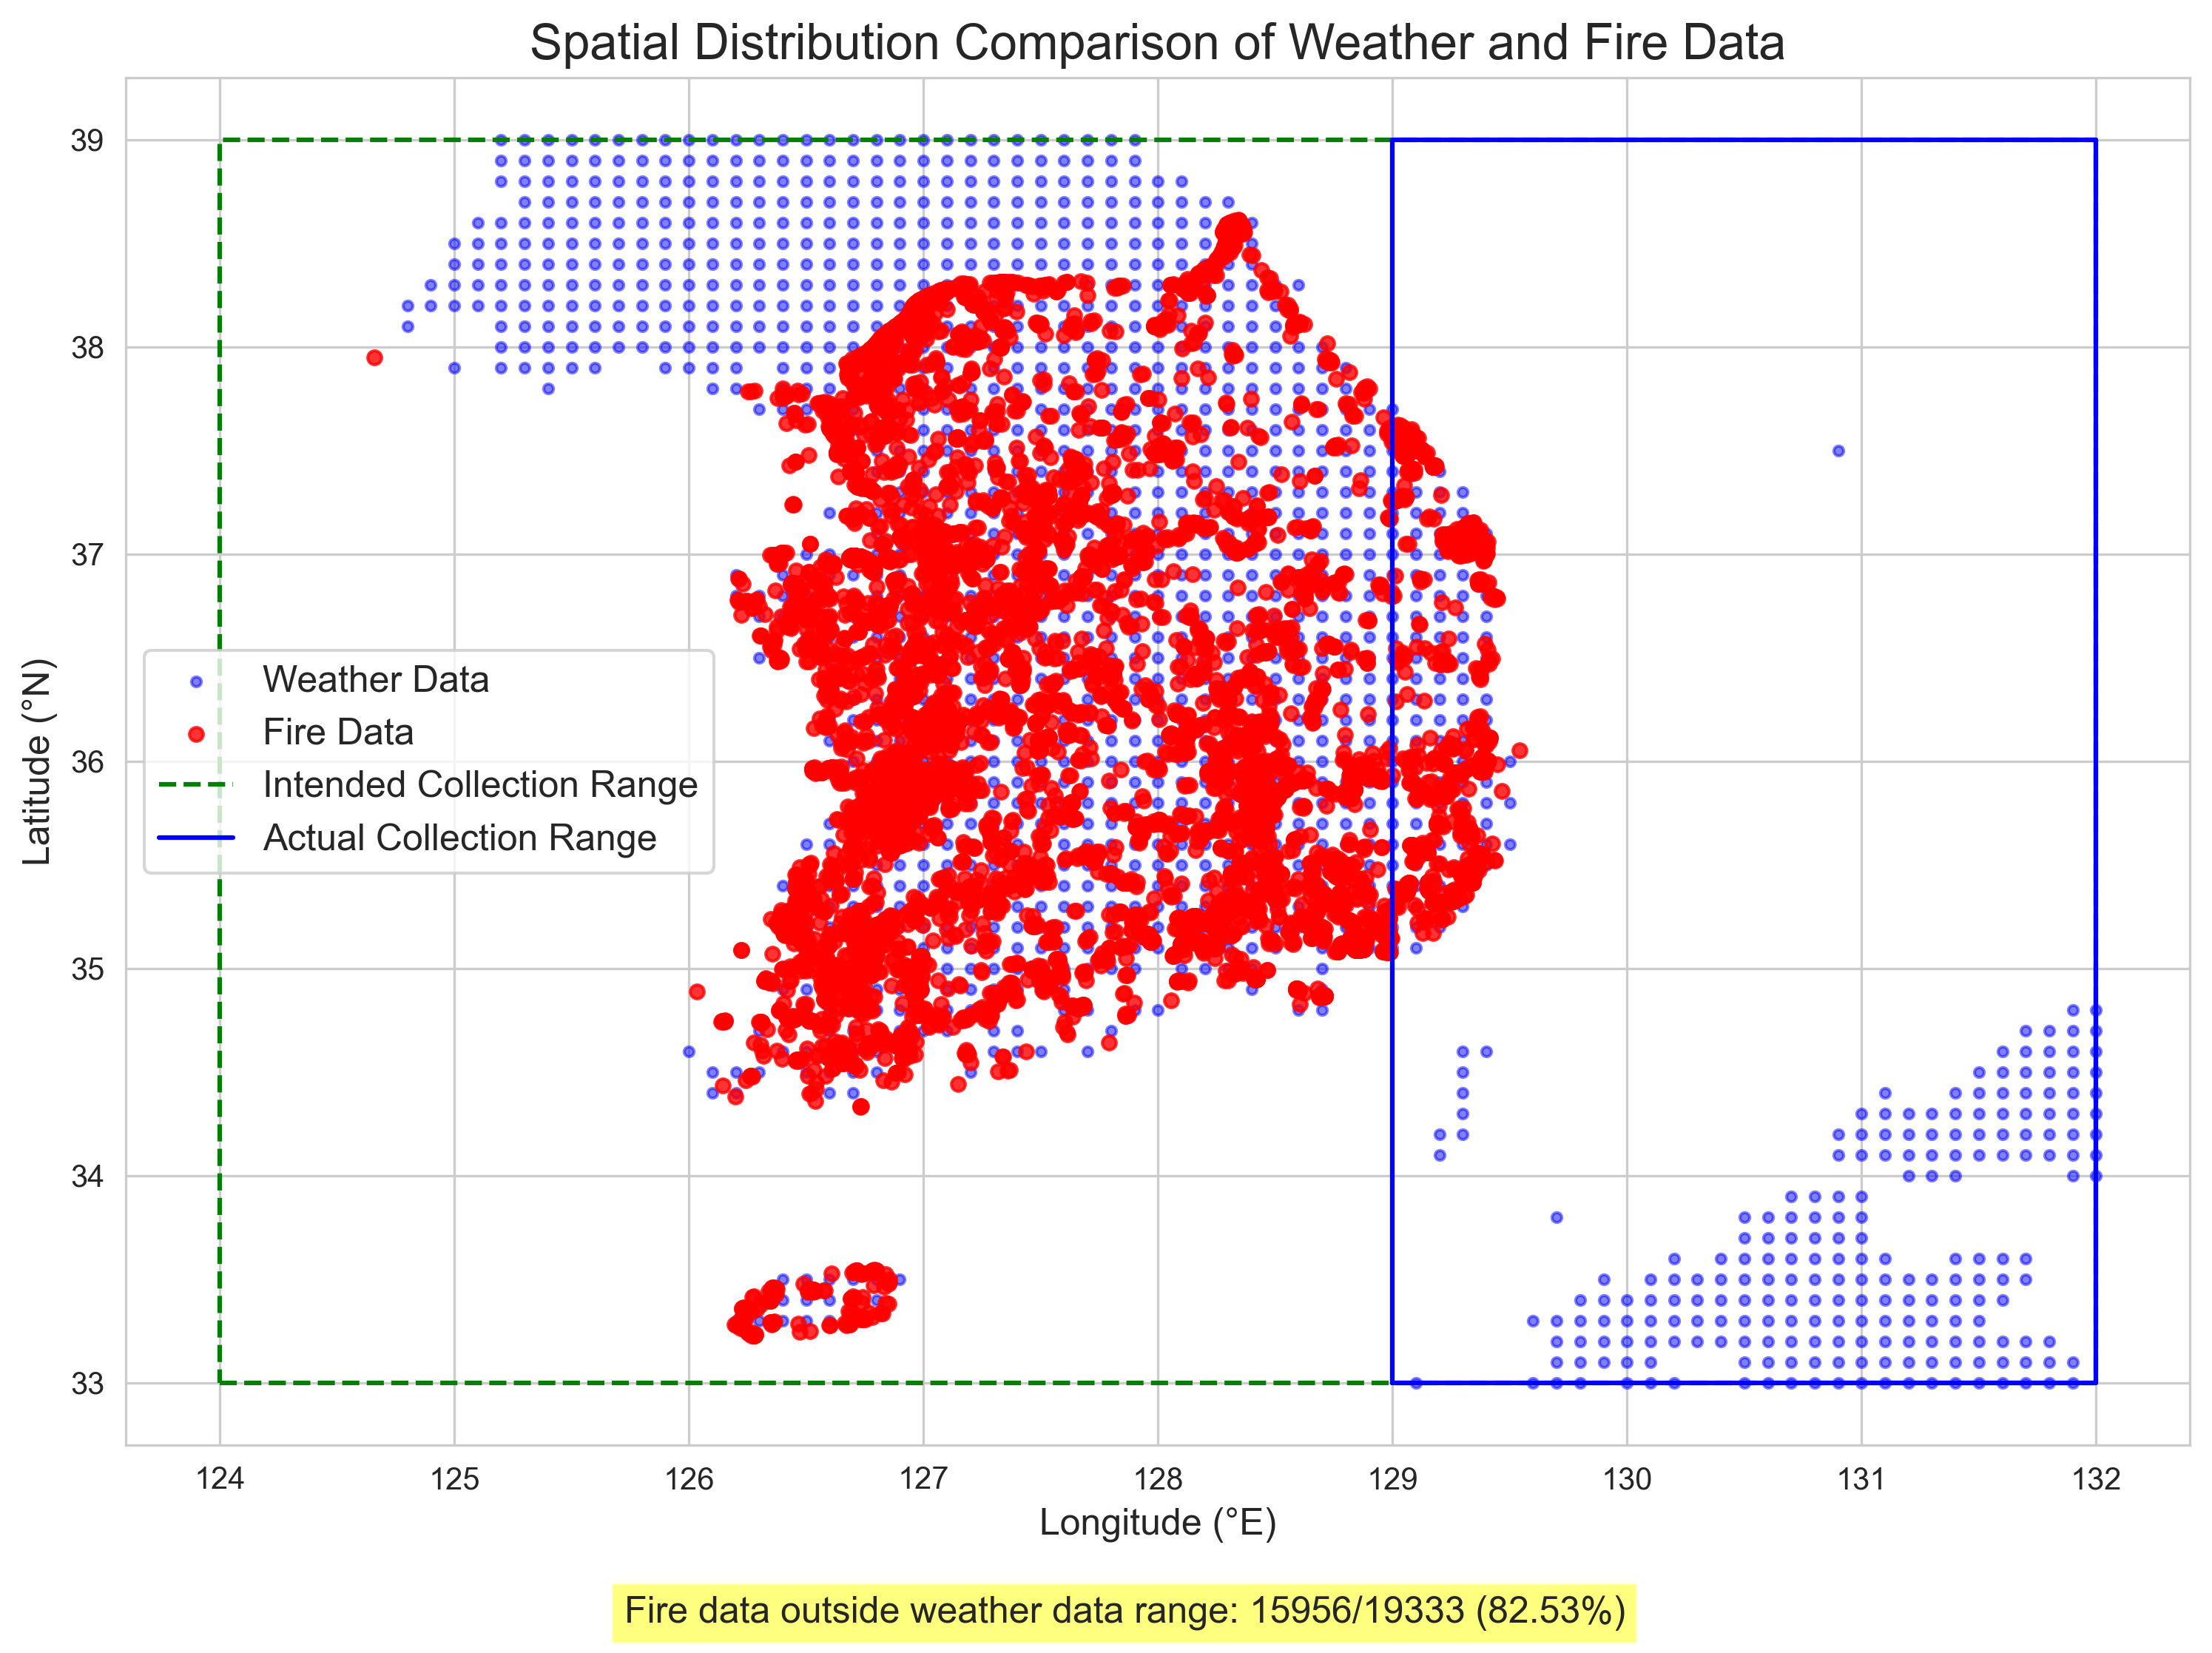 Spatial Distribution Comparison of Weather and Fire Data
39
38
37
36
35
34
33
Latitude (°N)
Weather Data
Fire Data
Intended Collection Range
Actual Collection Range
124
125
126
127
128
129
130
131
132
Longitude (°E)
Fire data outside weather data range: 15956/19333 (82.53%)